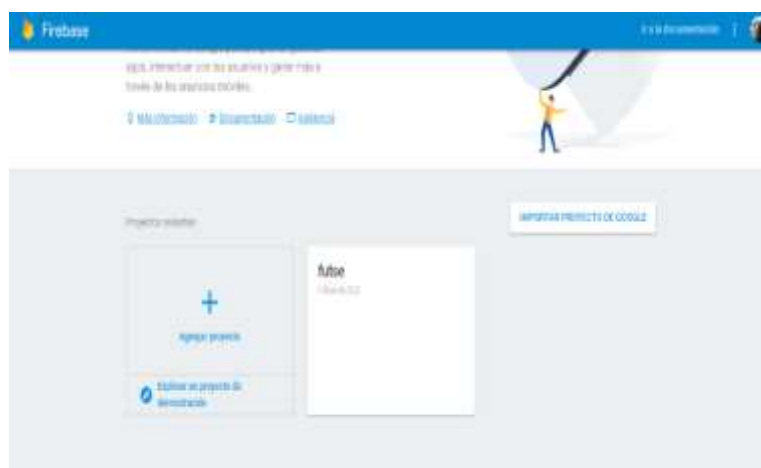 Firebase
Ir a la documentación
apps, interactuar con los usuarios y ganar más a
través de los anuncios móviles.
Más información Documentación Asistencia
Proyectos recientes
IMPORTAR PROYECTO DE GOOGLE
futse
Agregar proyecto
Explorar un proyecto de
demostración